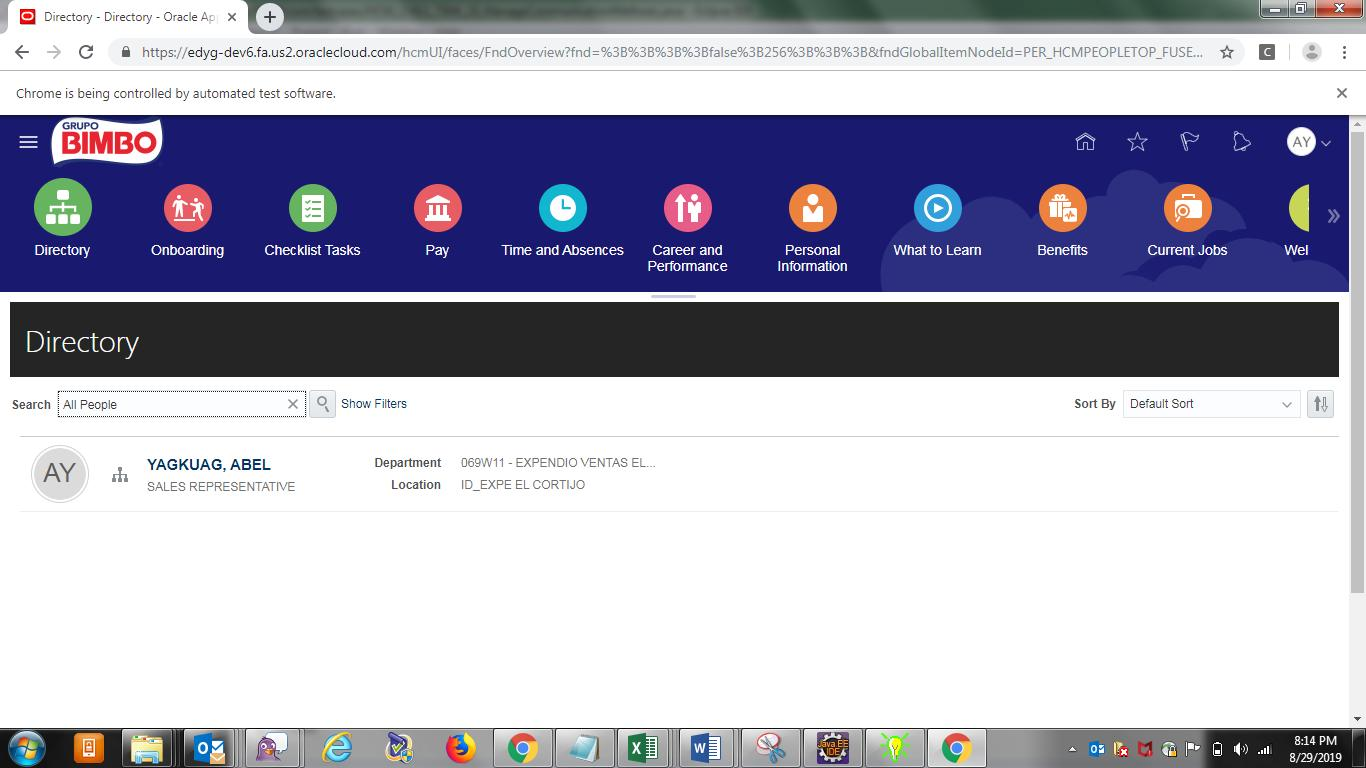 Directory - Directory - Oracle Ap
https://edyg-dev6.fa.us2.oraclecloud.com/hcmUI/faces/FndOverview?fnd=%3B%3B%3B%3Bfalse%3B256%3B%3B%3B&fndGlobalItemNodeId=PER_HCMPEOPLETOP_FUSE...
C
Chrome is being controlled by automated test software.
GRUPO
BIMBO
AY
Directory
Onboarding
Checklist Tasks
Pay
Time and Absences
Career and
Performance
Personal
Information
What to Learn
Benefits
Current Jobs
Wel
Directory
Search All People Show Filters Sort By Default Sort
AY
YAGKUAG, ABEL
SALES REPRESENTATIVE
Department 069W11 - EXPENDIO VENTAS EL...
Location ID_EXPE EL CORTIJO
Java EE
IDE
8:14 PM
8/29/2019